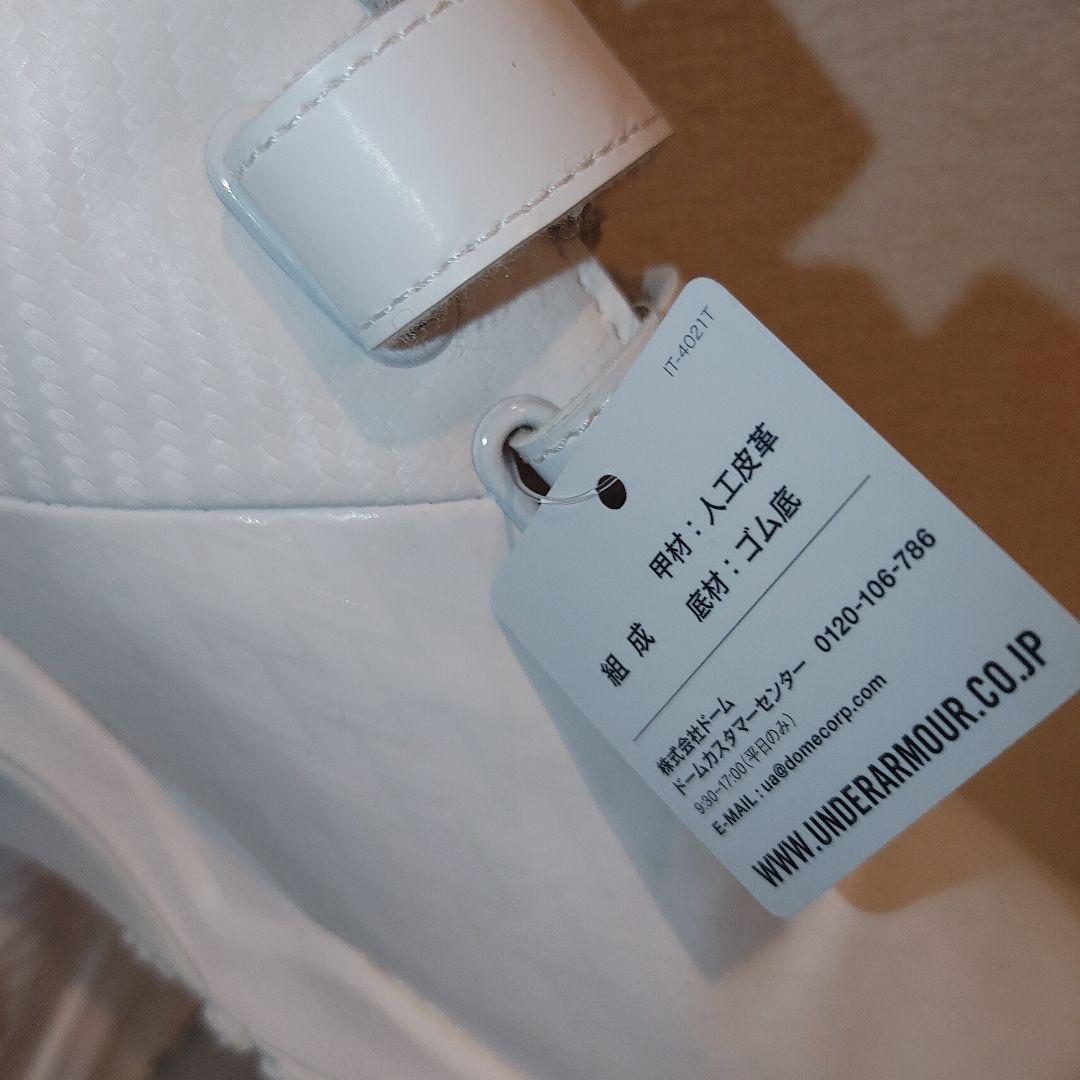 IT-4021T
甲材：人工皮革
組成 底材：ゴム底
株式会社ドーム
ドームカスタマーセンター 0120-106-786
9:30-17:00(平日のみ)
E-MAIL : ua@domecorp.com
WWW.UNDERARMOUR.CO.JP